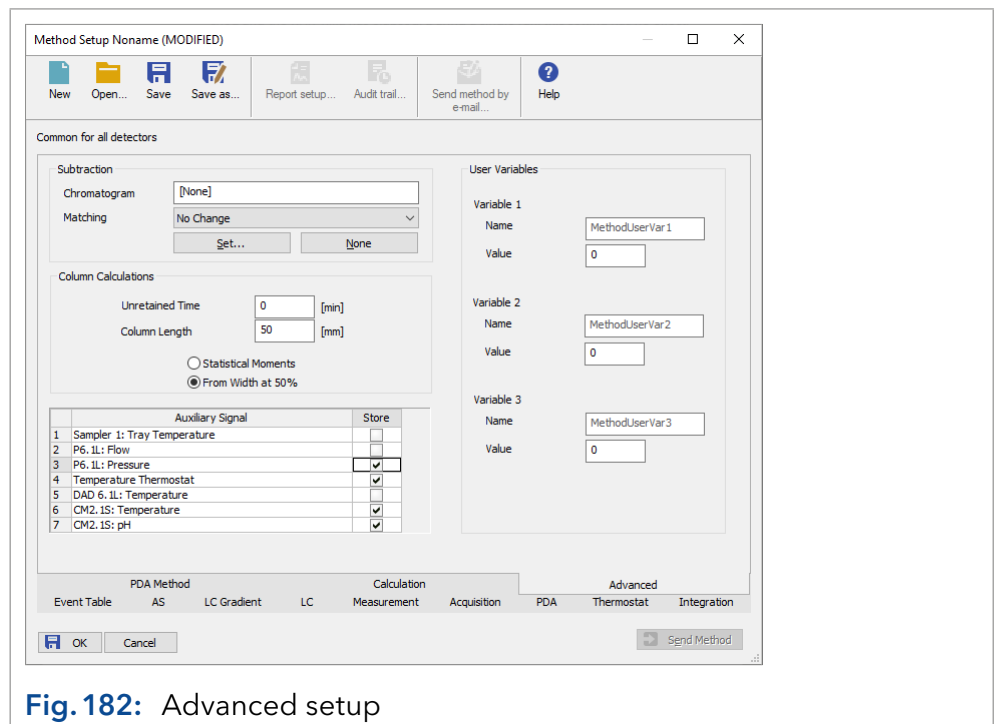 Method Setup Noname (MODIFIED)
New Open... Save Save as... Report setup... Audit trail... Send method by e-mail... Help
Common for all detectors
Subtraction
Chromatogram [None]
Matching No Change
Set... None
Column Calculations
Unretained Time 0 [min]
Column Length 50 [mm]
Statistical Moments
From Width at 50%
Auxiliary Signal Store
1 Sampler 1: Tray Temperature
2 P6.1L: Flow
3 P6.1L: Pressure
4 Temperature Thermostat
5 DAD 6.1L: Temperature
6 CM2.1S: Temperature
7 CM2.1S: pH
User Variables
Variable 1
Name MethodUserVar1
Value 0
Variable 2
Name MethodUserVar2
Value 0
Variable 3
Name MethodUserVar3
Value 0
PDA Method Calculation Advanced
Event Table AS LC Gradient LC Measurement Acquisition PDA Thermostat Integration
OK Cancel Send Method
Fig. 182: Advanced setup